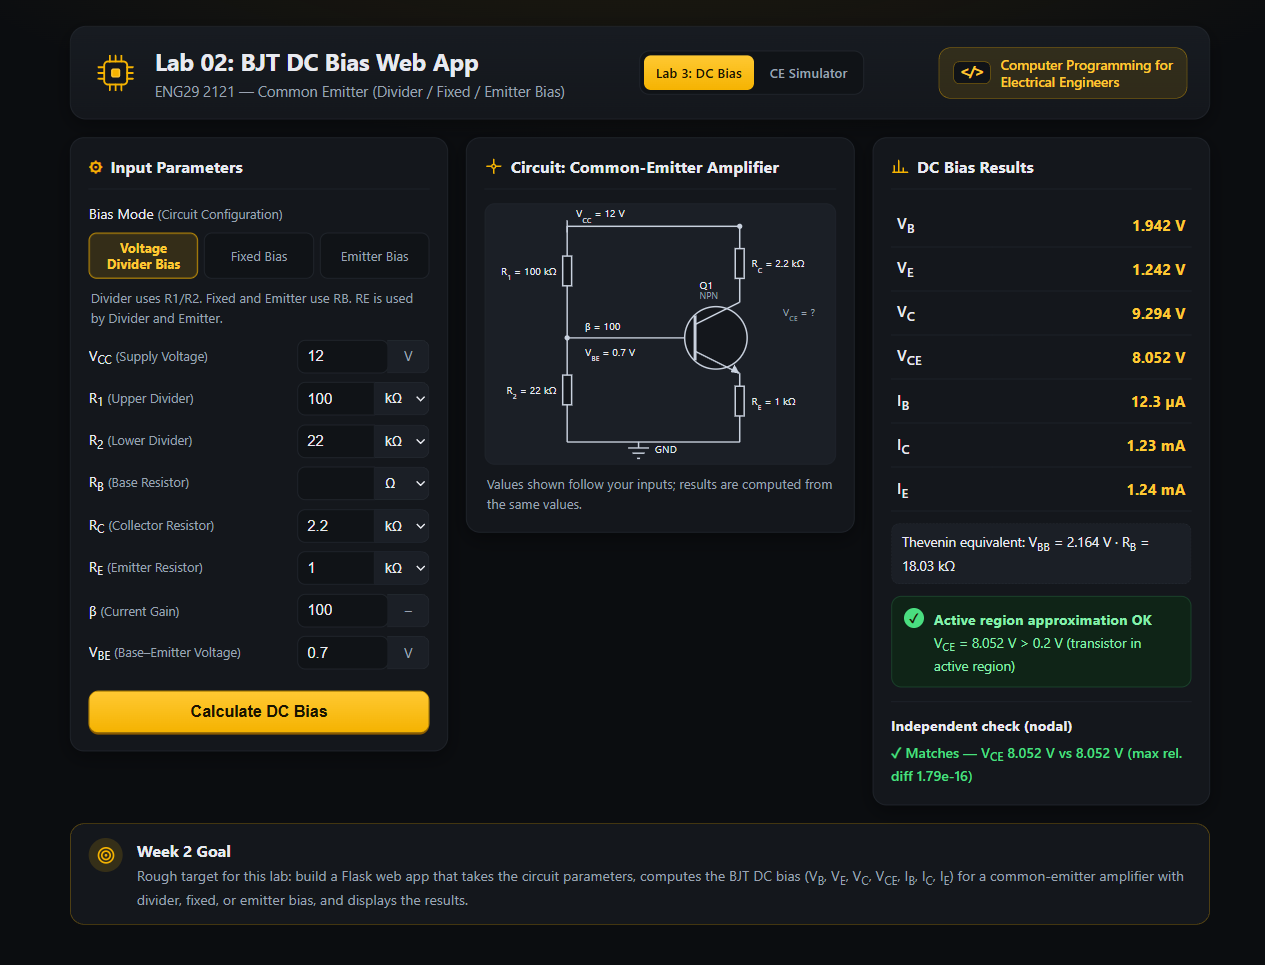 Lab 02: BJT DC Bias Web App
ENG29 2121 — Common Emitter (Divider / Fixed / Emitter Bias)
Lab 3: DC Bias
CE Simulator
</>
Computer Programming for
Electrical Engineers
Input Parameters
Bias Mode (Circuit Configuration)
Voltage
Divider Bias
Fixed Bias
Emitter Bias
Divider uses R1/R2. Fixed and Emitter use RB. RE is used
by Divider and Emitter.
VCC (Supply Voltage) 12 V
R1 (Upper Divider) 100 kΩ
R2 (Lower Divider) 22 kΩ
RB (Base Resistor) Ω
RC (Collector Resistor) 2.2 kΩ
RE (Emitter Resistor) 1 kΩ
β (Current Gain) 100 –
VBE (Base–Emitter Voltage) 0.7 V
Calculate DC Bias
Circuit: Common-Emitter Amplifier
VCC = 12 V
R1 = 100 kΩ
RC = 2.2 kΩ
Q1
NPN
VCE = ?
β = 100
VBE = 0.7 V
R2 = 22 kΩ
RE = 1 kΩ
GND
Values shown follow your inputs; results are computed from
the same values.
DC Bias Results
VB 1.942 V
VE 1.242 V
VC 9.294 V
VCE 8.052 V
IB 12.3 µA
IC 1.23 mA
IE 1.24 mA
Thevenin equivalent: VBB = 2.164 V · RB =
18.03 kΩ
✓ Active region approximation OK
VCE = 8.052 V > 0.2 V (transistor in
active region)
Independent check (nodal)
✓ Matches — VCE 8.052 V vs 8.052 V (max rel.
diff 1.79e-16)
Week 2 Goal
Rough target for this lab: build a Flask web app that takes the circuit parameters, computes the BJT DC bias (VB, VE, VC, VCE, IB, IC, IE) for a common-emitter amplifier with
divider, fixed, or emitter bias, and displays the results.